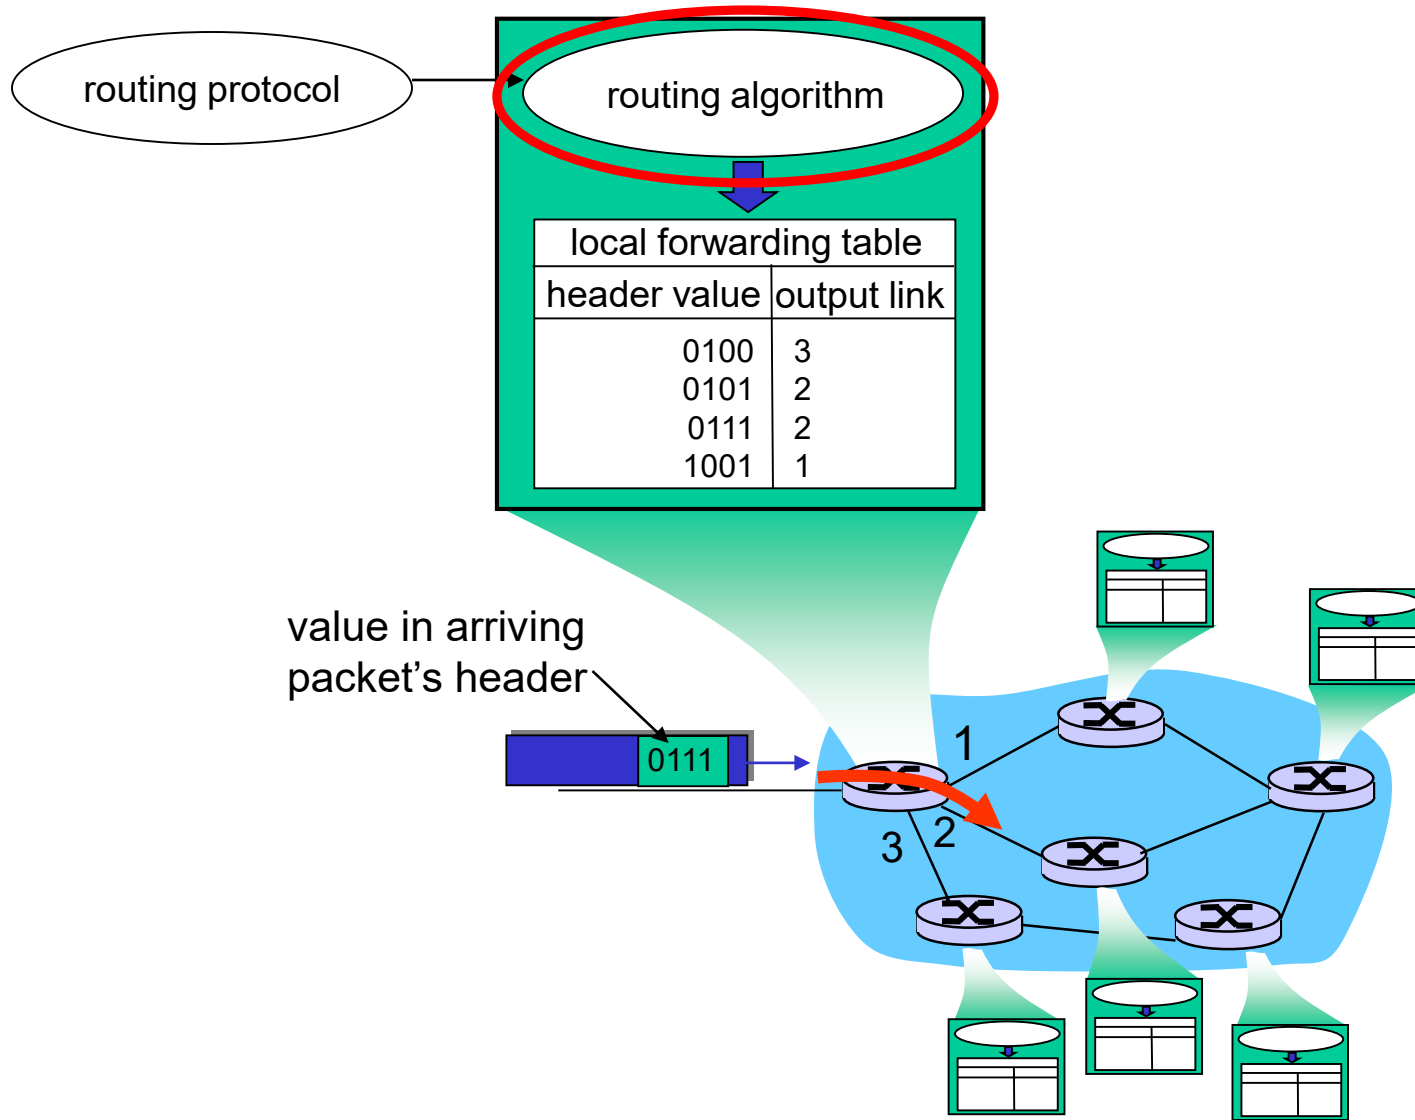 routing protocol
routing algorithm
local forwarding table
header value output link
0100 3
0101 2
0111 2
1001 1
value in arriving
packet’s header
0111
1
2
3